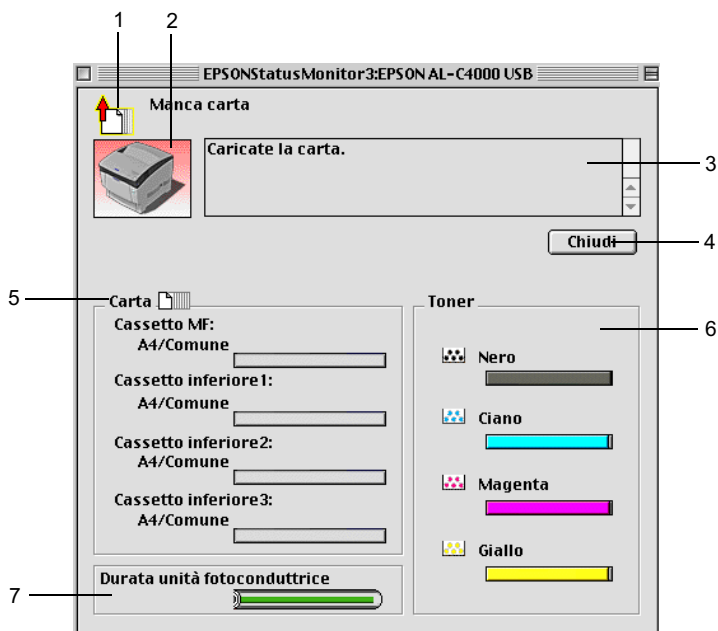 1 2
EPSONStatusMonitor3:EPSON AL-C4000 USB
Manca carta
Caricate la carta.
3
Chiudi
4
5
Carta
Cassetto MF:
A4/Comune
Cassetto inferiore1:
A4/Comune
Cassetto inferiore2:
A4/Comune
Cassetto inferiore3:
A4/Comune
Toner
6
Nero
Ciano
Magenta
Giallo
Durata unità fotoconduttrice
7